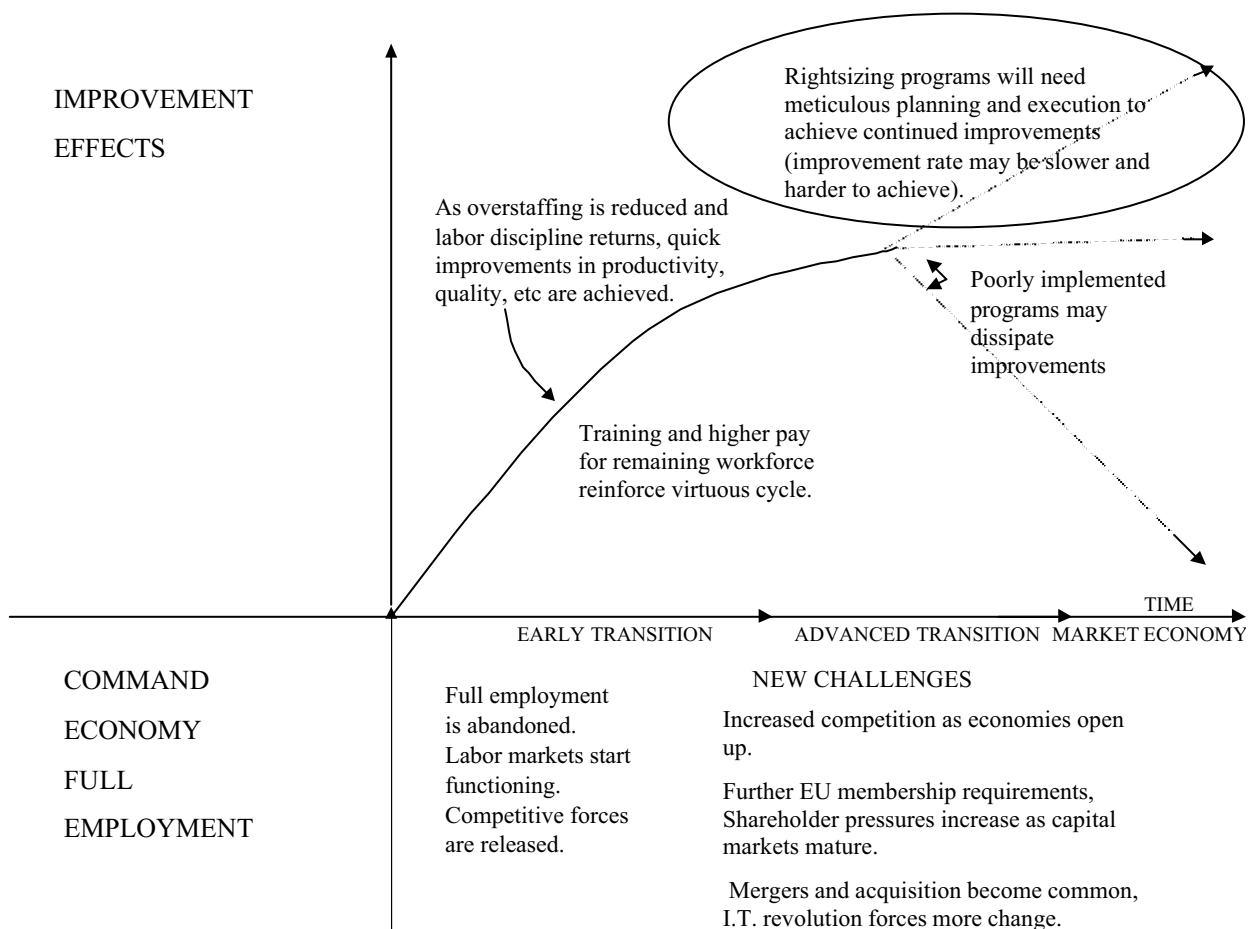 IMPROVEMENT
EFFECTS
Rightsizing programs will need
meticulous planning and execution to
achieve continued improvements
(improvement rate may be slower and
harder to achieve).
As overstaffing is reduced and
labor discipline returns, quick
improvements in productivity,
quality, etc are achieved.
Poorly implemented
programs may
dissipate
improvements
Training and higher pay
for remaining workforce
reinforce virtuous cycle.
TIME
EARLY TRANSITION
ADVANCED TRANSITION
MARKET ECONOMY
COMMAND
ECONOMY
FULL
EMPLOYMENT
Full employment
is abandoned.
Labor markets start
functioning.
Competitive forces
are released.
NEW CHALLENGES
Increased competition as economies open
up.
Further EU membership requirements,
Shareholder pressures increase as capital
markets mature.
Mergers and acquisition become common,
I.T. revolution forces more change.